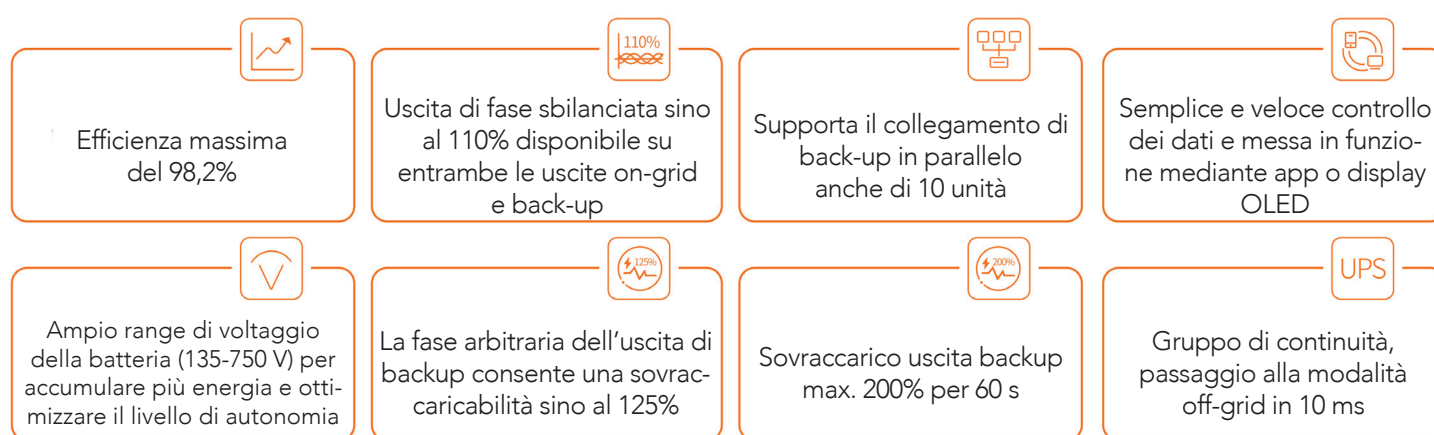 Efficienza massima
del 98,2%
110%
Uscita di fase sbilanciata sino
al 110% disponibile su
entrambe le uscite on-grid
e back-up
Supporta il collegamento di
back-up in parallelo
anche di 10 unità
Semplice e veloce controllo
dei dati e messa in funzio-
ne mediante app o display
OLED
V
Ampio range di voltaggio
della batteria (135-750 V) per
accumulare più energia e otti-
mizzare il livello di autonomia
125%
La fase arbitraria dell'uscita di
backup consente una sovrac-
caricabilità sino al 125%
200%
Sovraccarico uscita backup
max. 200% per 60 s
UPS
Gruppo di continuità,
passaggio alla modalità
off-grid in 10 ms